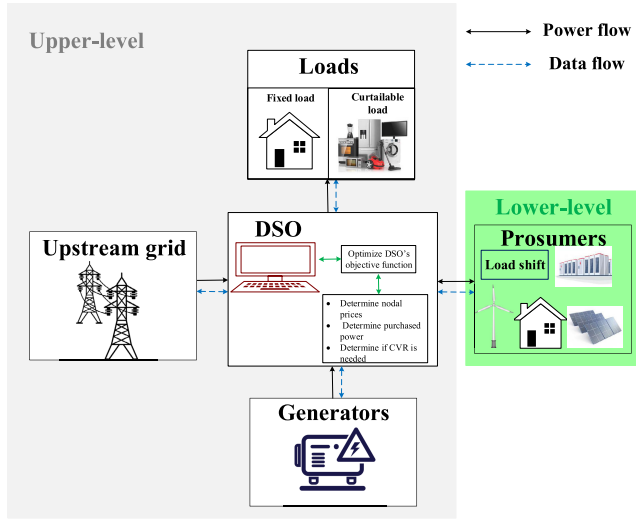 Upper-level
Power flow
Data flow
Loads
Fixed load
Curtailable
load
Lower-level
Prosumers
Load shift
Upstream grid
DSO
Optimize DSO's
objective function
• Determine nodal
prices
• Determine purchased
power
• Determine if CVR is
needed
Generators